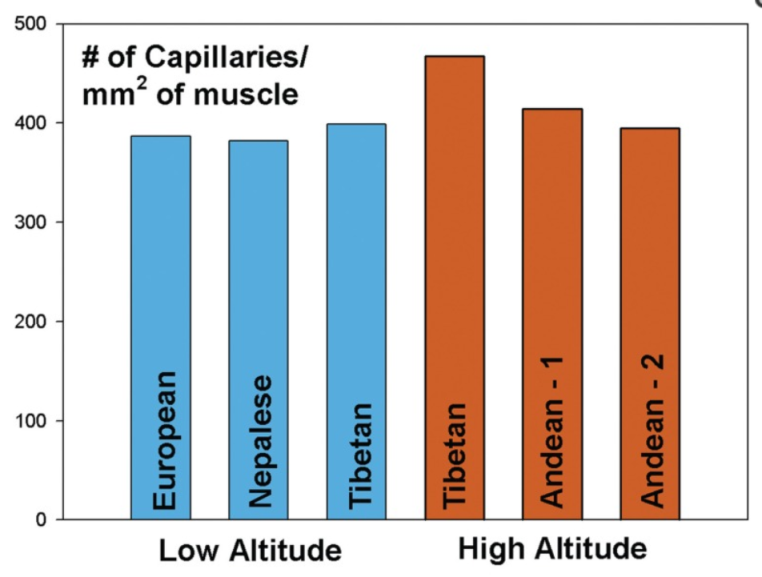 # of Capillaries/
mm² of muscle
500
400
300
200
100
0
European
Nepalese
Tibetan
Tibetan
Andean - 1
Andean - 2
Low Altitude
High Altitude